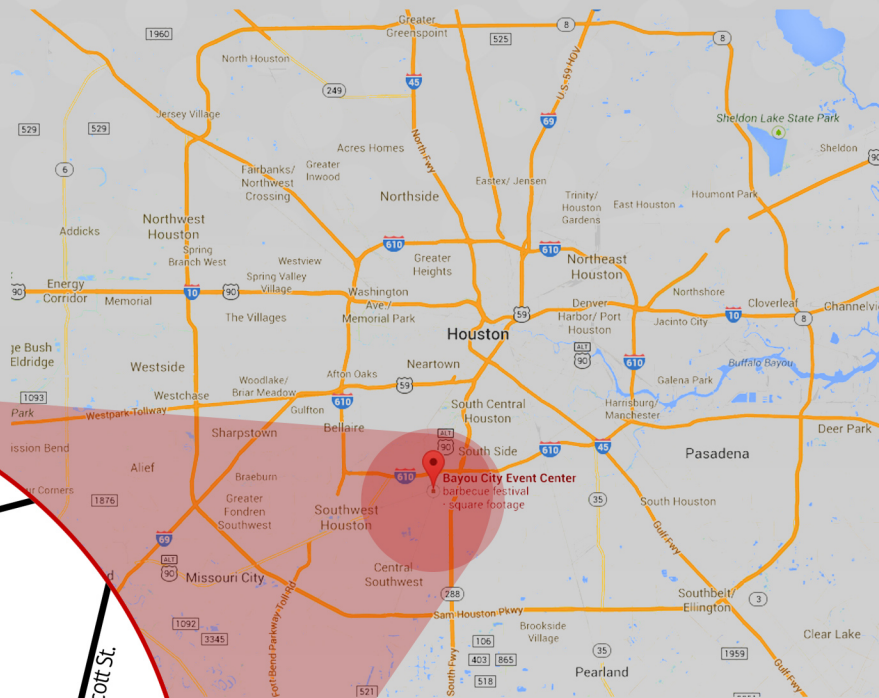 Greater
Greenspoint
8
1960
525
8
North Houston
45
U.S. 59 HOV
249
69
Jersey Village
Sheldon Lake State Park
529
529
North Fwy
Acres Homes
Sheldon
90
6
Fairbanks/
Northwest
Crossing
Greater
Inwood
Eastex/ Jensen
Northside
Trinity/
Houston
Gardens
East Houston
Houmont Park
Northwest
Houston
Addicks
Spring
Branch West
610
610
Westview
Greater
Heights
Northeast
Houston
Energy
Corridor
90
Memorial
10
90
Spring Valley
Village
Washington
Ave./
Memorial Park
Northshore
Cloverleaf
59
Denver
Harbor/ Port
Houston
10
8
Channelvi
The Villages
Jacinto City
Houston
ge Bush
Eldridge
ALT
90
610
Westside
Neartown
Buffalo Bayou
Afton Oaks
59
Galena Park
Woodlake/
Briar Meadow
1093
Westchase
610
South Central
Houston
Harrisburg/
Manchester
Park
Westpark-Tollway
Gulfton
Bellaire
Deer Park
Sharpstown
ALT
90
ission Bend
South Side
610
45
Pasadena
Alief
Braeburn
610
Bayou City Event Center
barbecue festival
- square footage
ur Corners
1876
Greater
Fondren
Southwest
Southwest
Houston
35
South Houston
69
Gulf Fwy
ALT
90
Missouri City
Central
Southwest
d
288
Southbelt/
Ellington
3
Fort Bend Parkway Toll Rd
Sam Houston Pkwy
1092
Brookside
Village
3345
106
Clear Lake
cott St.
35
403
865
1959
South Fwy
518
Pearland
Gulf Fwy
521